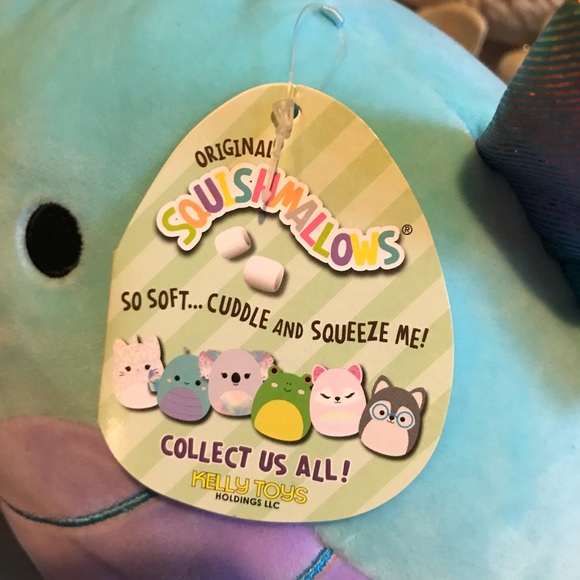 ORIGINAL
SQUISHMALLOWS®
SO SOFT... CUDDLE AND SQUEEZE ME!
COLLECT US ALL!
KELLY TOYS
HOLDINGS LLC